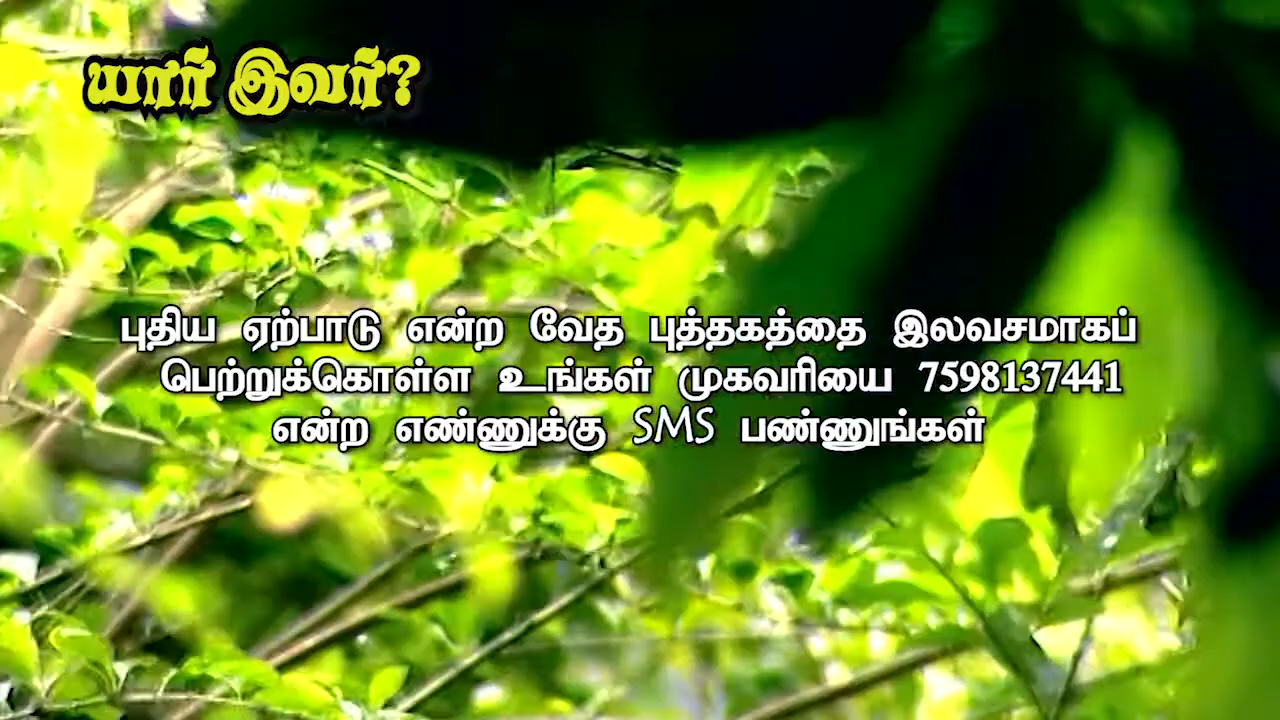 யார் இவர்?
புதிய ஏற்பாடு என்ற வேத புத்தகத்தை இலவசமாகப்
பெற்றுக்கொள்ள உங்கள் முகவரியை 7598137441
என்ற எண்ணுக்கு SMS பண்ணுங்கள்